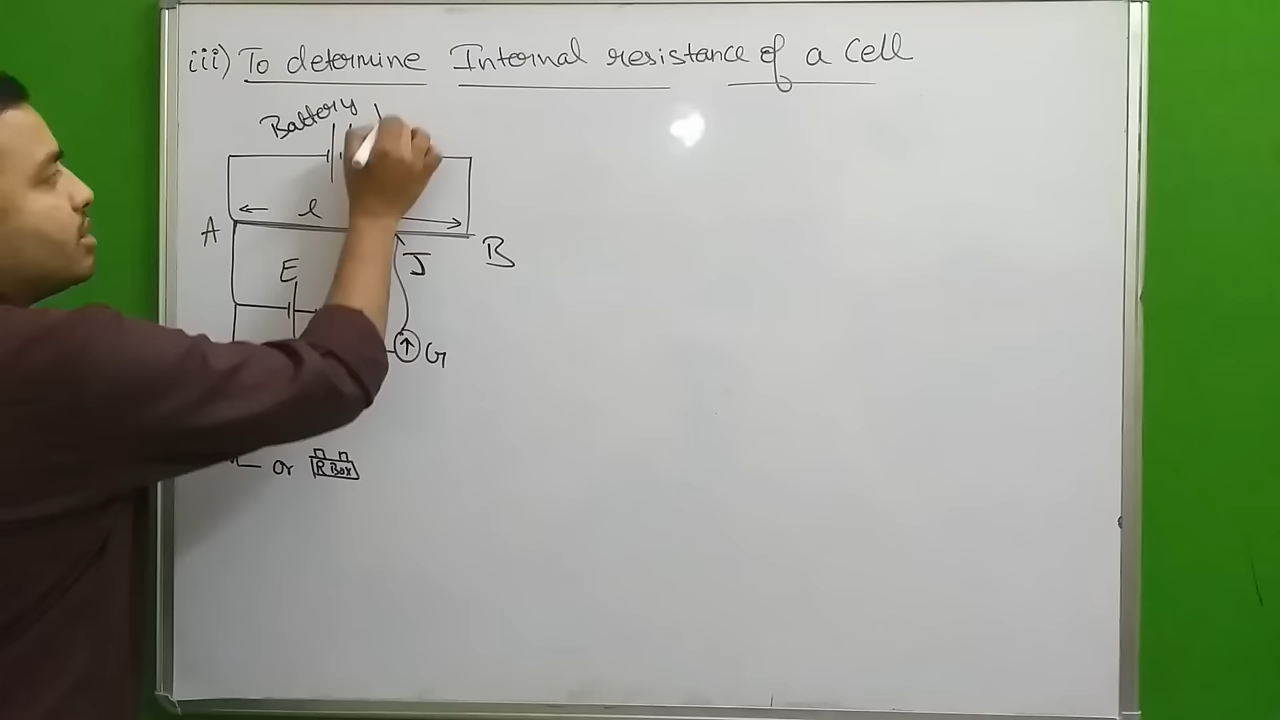 iii) To determine Internal resistance of a Cell
Battery
A
l
B
E
J
G
or R Box